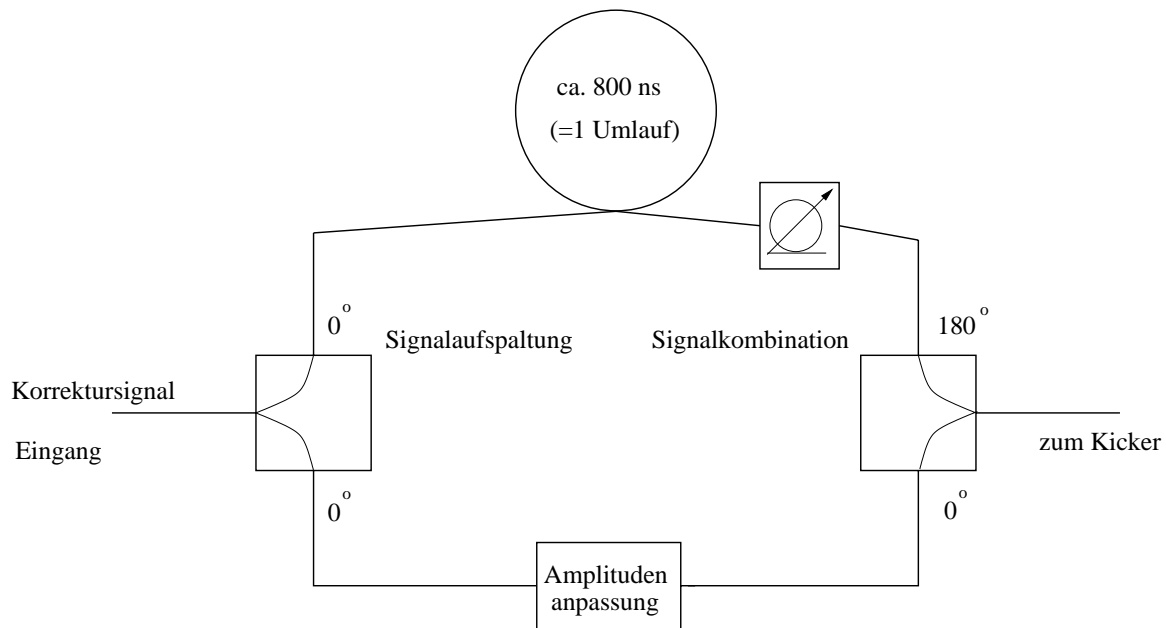 ca. 800 ns
(=1 Umlauf)
0°
Signalaufspaltung
Signalkombination
180°
Korrektursignal
Eingang
zum Kicker
0°
0°
Amplituden
anpassung